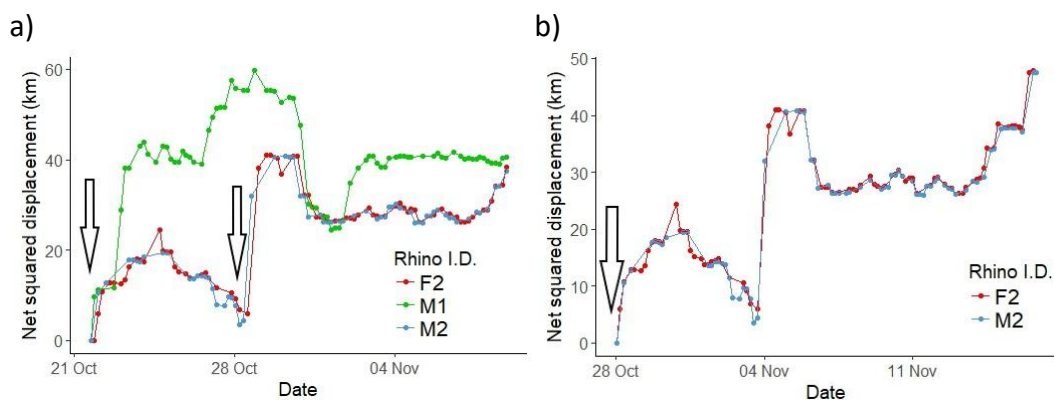 a)
Net squared displacement (km)
60
40
20
0
21 Oct
28 Oct
04 Nov
Date
Rhino I.D.
F2
M1
M2
b)
Net squared displacement (km)
50
40
30
20
10
0
28 Oct
04 Nov
11 Nov
Date
Rhino I.D.
F2
M2